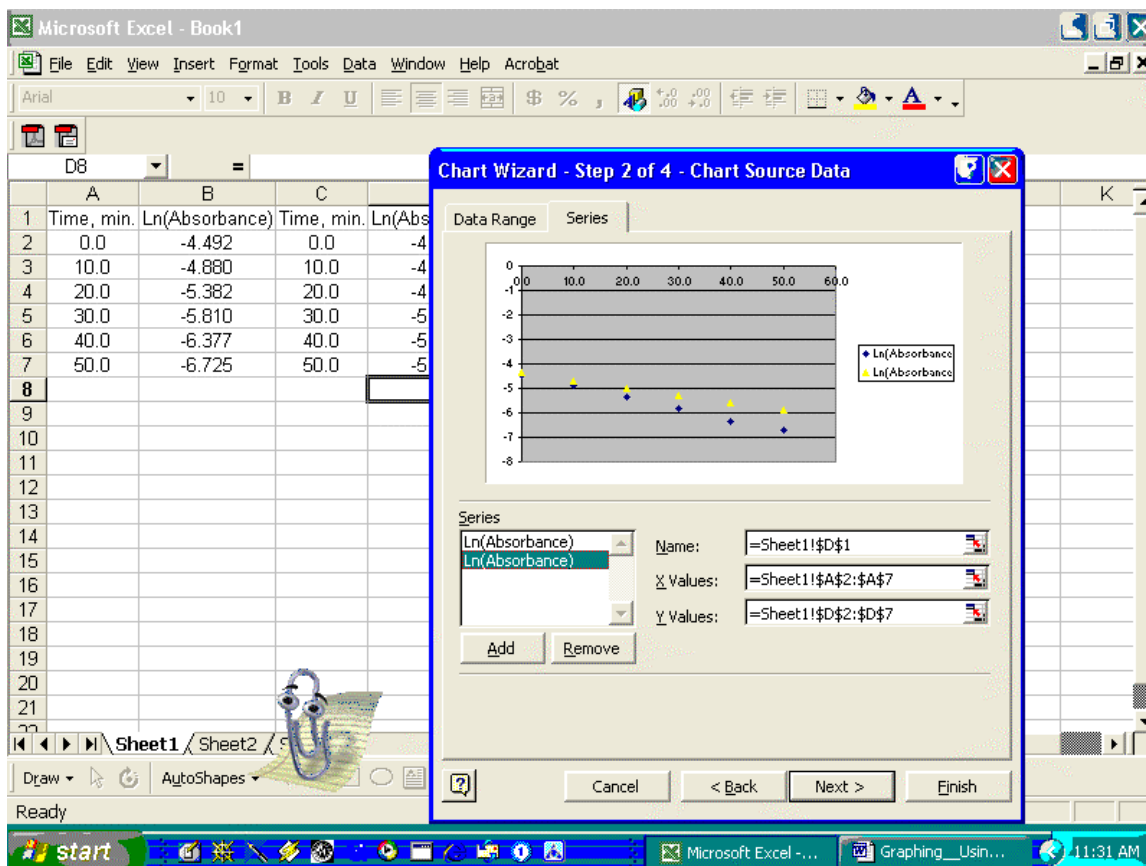 Microsoft Excel - Book1
File Edit View Insert Format Tools Data Window Help Acrobat
Arial 10 B I U $ % ,
D8 =
A B C K
1 Time, min. Ln(Absorbance) Time, min. Ln(Abs
2 0.0 -4.492 0.0 -4
3 10.0 -4.880 10.0 -4
4 20.0 -5.382 20.0 -4
5 30.0 -5.810 30.0 -5
6 40.0 -6.377 40.0 -5
7 50.0 -6.725 50.0 -5
8
9
10
11
12
13
14
15
16
17
18
19
20
21
Chart Wizard - Step 2 of 4 - Chart Source Data
Data Range Series
0
0.0 10.0 20.0 30.0 40.0 50.0 60.0
-1
-2
-3
-4
-5
-6
-7
-8
Ln(Absorbance
Ln(Absorbance
Series
Ln(Absorbance)
Ln(Absorbance)
Name: =Sheet1!$D$1
X Values: =Sheet1!$A$2:$A$7
Y Values: =Sheet1!$D$2:$D$7
Add Remove
Cancel < Back Next > Finish
Sheet1 Sheet2
Draw AutoShapes
Ready
start Microsoft Excel -... Graphing__Usin... 11:31 AM